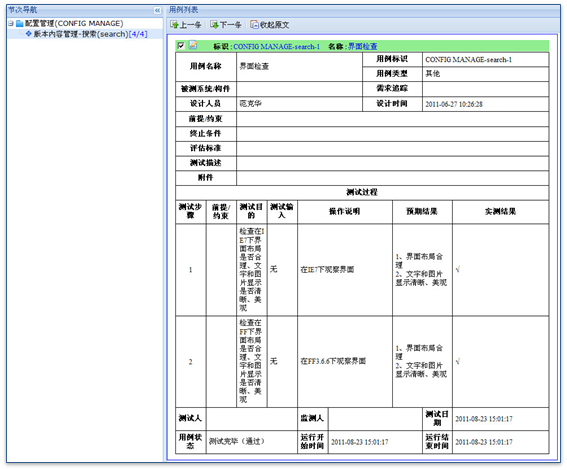 节次导航
配置管理(CONFIG MANAGE)
版本内容管理-搜索(search)[4/4]
用例列表
上一条 下一条 收起原文
标识：CONFIG MANAGE-search-1 名称：界面检查
用例名称 界面检查 用例标识 CONFIG MANAGE-search-1
用例类型 其他
被测系统/构件 需求追踪
设计人员 范克华 设计时间 2011-06-27 10:26:28
前提/约束
终止条件
评估标准
测试描述
附件
测试过程
测试步骤 前提/约束 测试目的 测试输入 操作说明 预期结果 实测结果
1 检查在IE7下界面布局是否合理、文字和图片显示是否清晰、美观 无 在IE7下观察界面 1、界面布局合理 2、文字和图片显示清晰、美观 √
2 检查在FF下界面布局是否合理、文字和图片显示是否清晰、美观 无 在FF3.6.6下观察界面 1、界面布局合理 2、文字和图片显示清晰、美观 √
测试人 监测人 测试日期 2011-08-23 15:01:17
用例状态 测试完毕（通过） 运行开始时间 2011-08-23 15:01:17 运行结束时间 2011-08-23 15:01:17